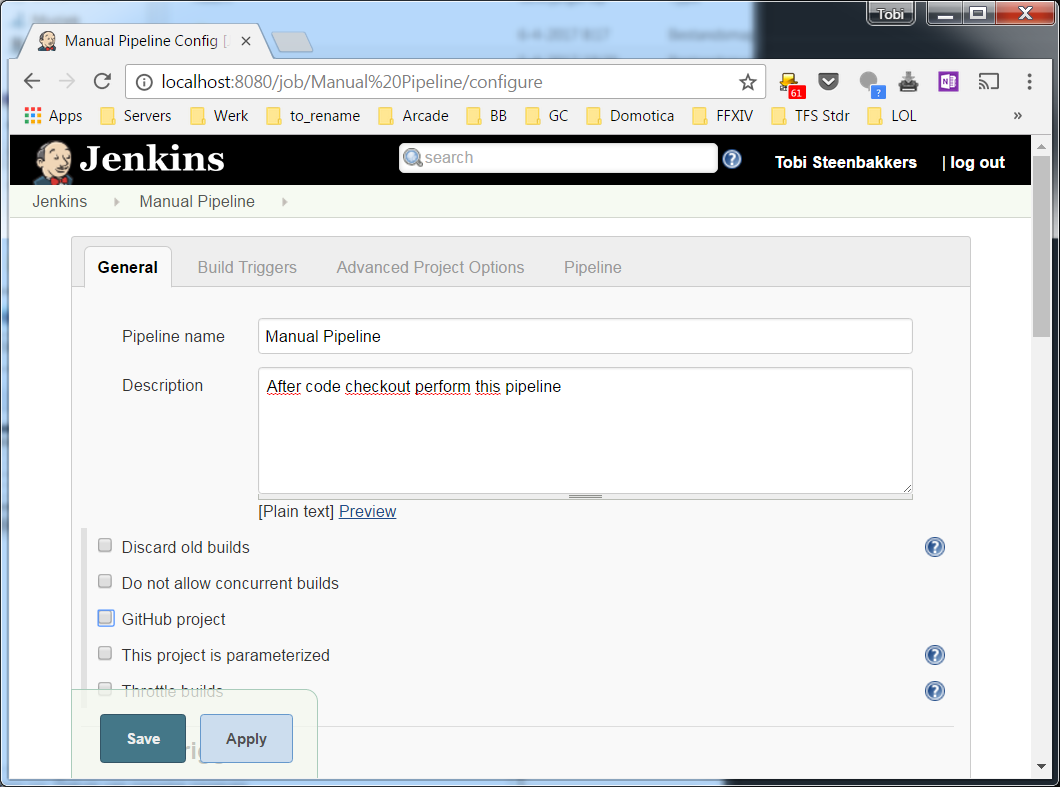 Tobi
Manual Pipeline Config [
localhost:8080/job/Manual%20Pipeline/configure
61
?
N
Apps Servers Werk to_rename Arcade BB GC Domotica FFXIV TFS Stdr LOL »
Jenkins search ? Tobi Steenbakkers | log out
Jenkins Manual Pipeline
General Build Triggers Advanced Project Options Pipeline
Pipeline name Manual Pipeline
Description After code checkout perform this pipeline
[Plain text] Preview
Discard old builds ?
Do not allow concurrent builds
GitHub project
This project is parameterized ?
Throttle builds ?
Save Apply